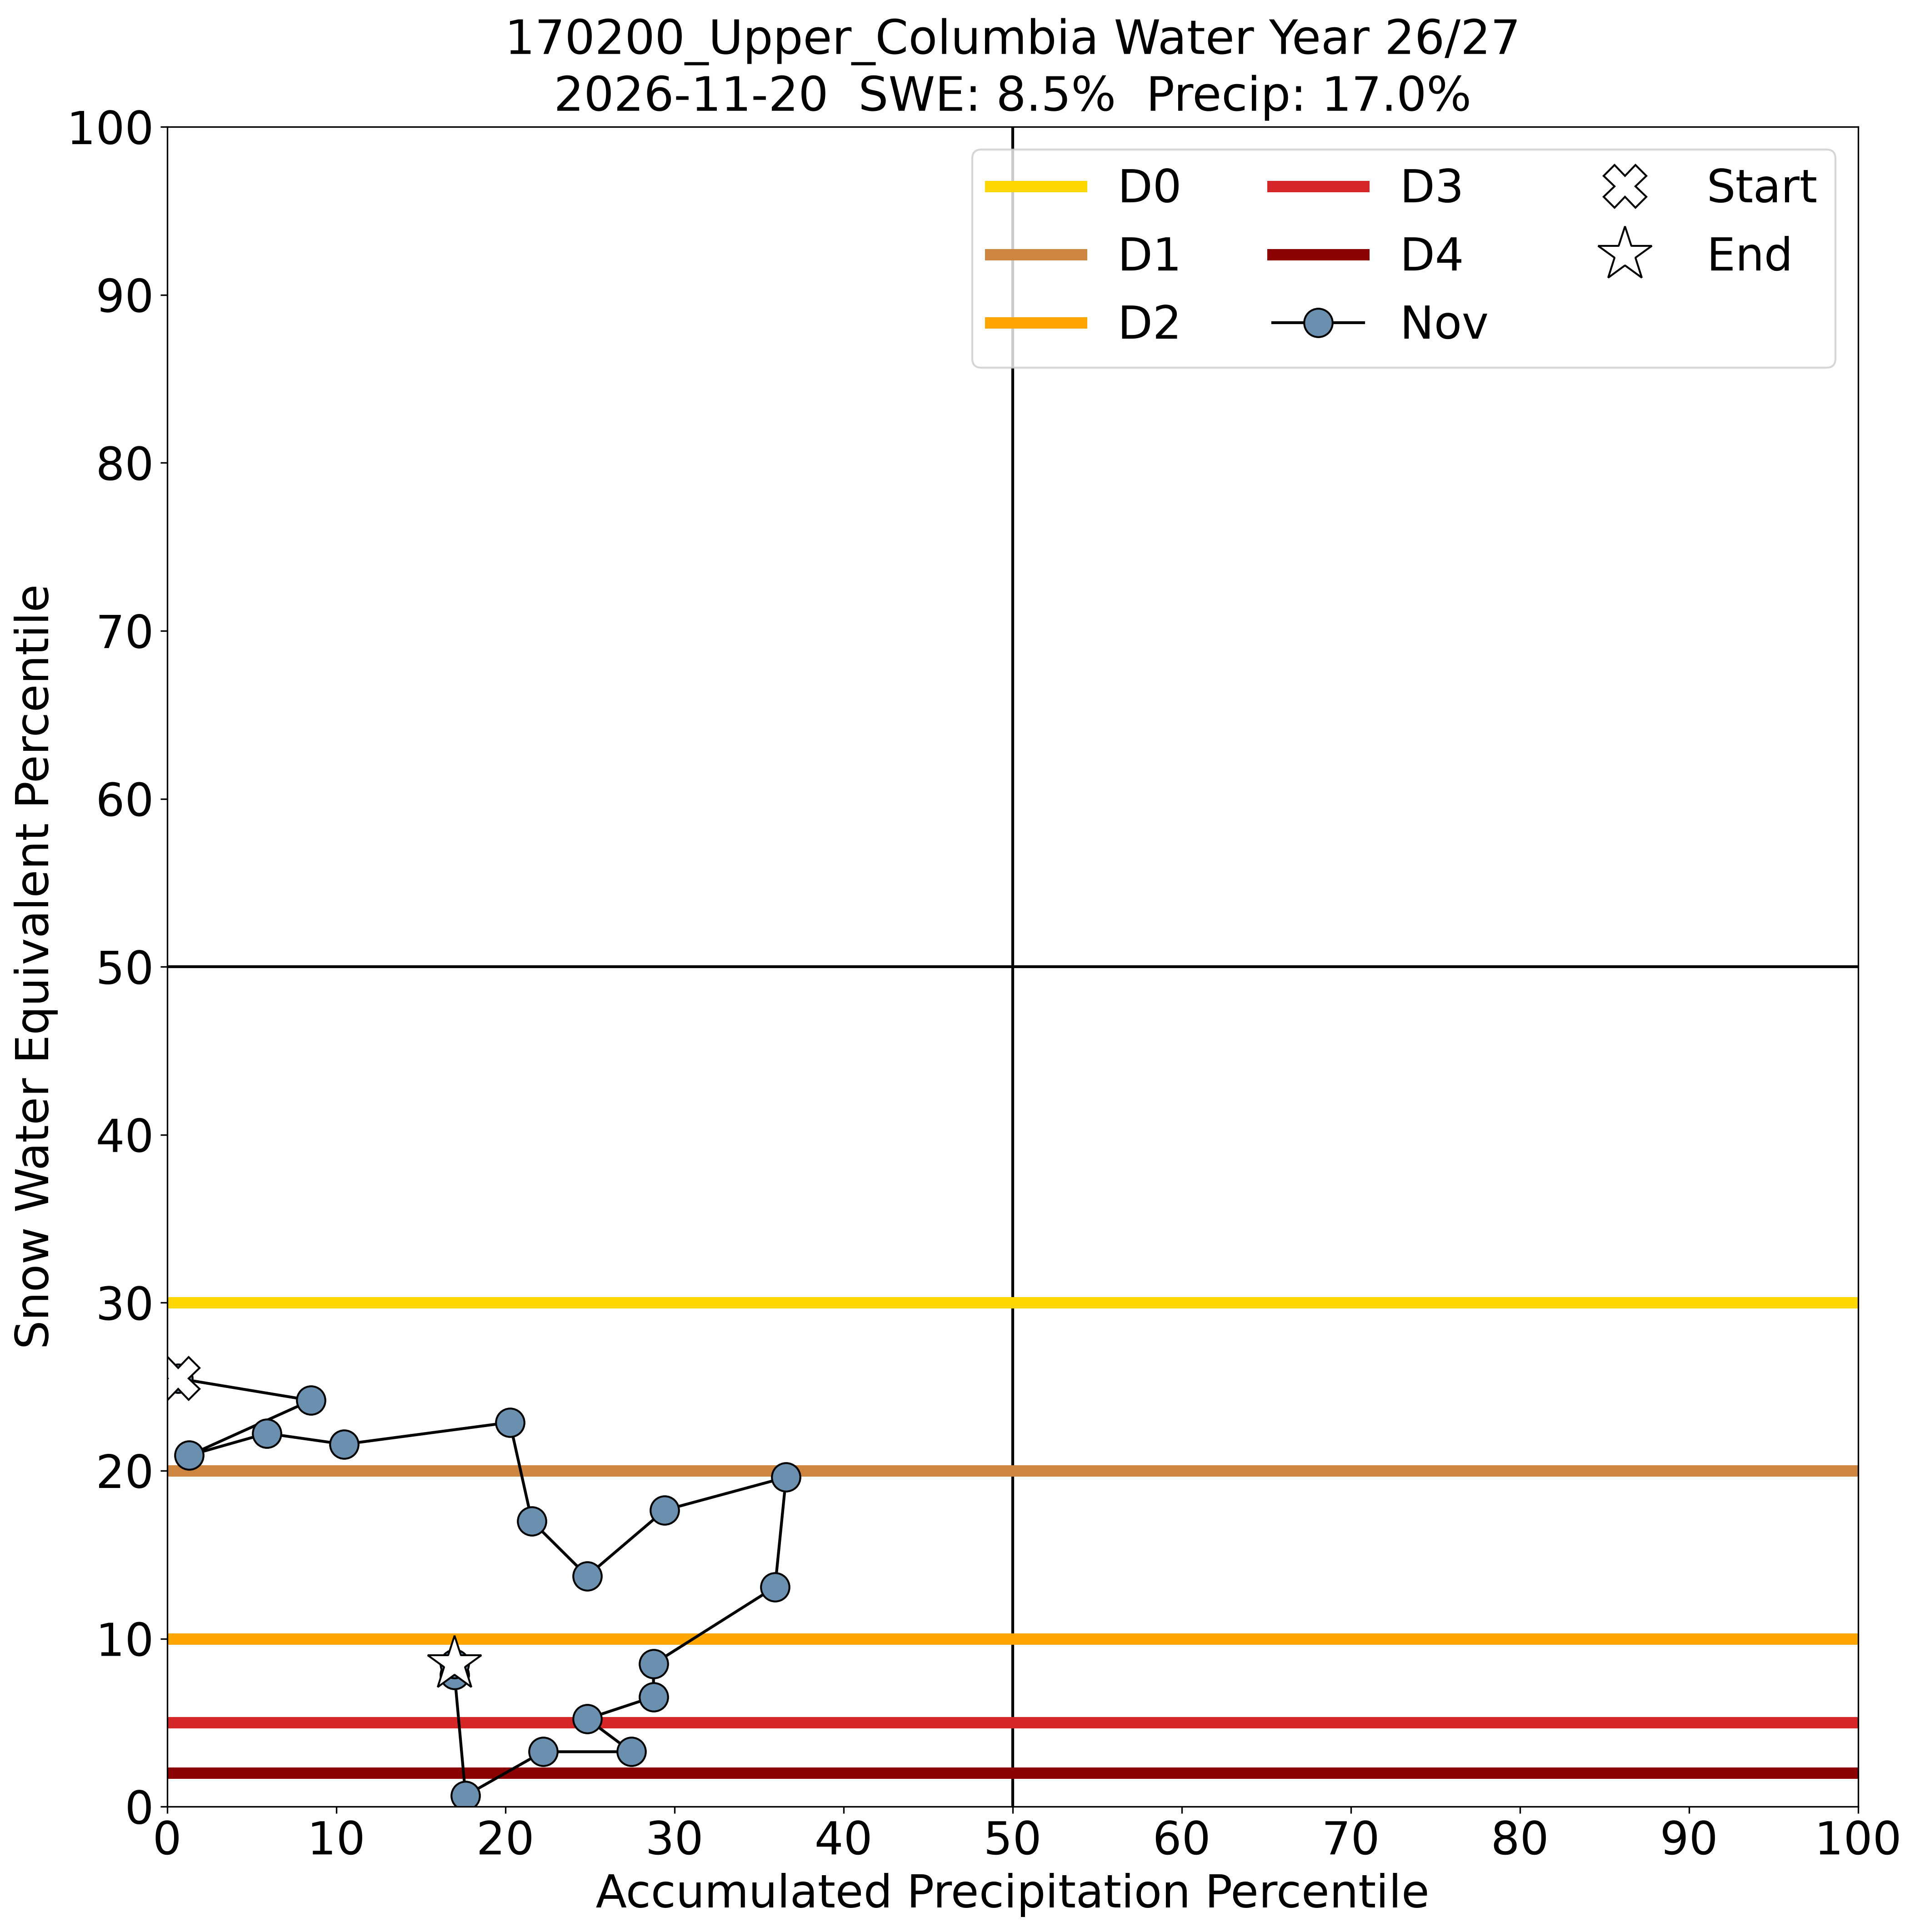 170200_Upper_Columbia Water Year 26/27
2026-11-20  SWE: 8.5%  Precip: 17.0%
100
90
80
70
60
50
40
30
20
10
0
Snow Water Equivalent Percentile
D0
D1
D2
D3
D4
Nov
Start
End
0 10 20 30 40 50 60 70 80 90 100
Accumulated Precipitation Percentile